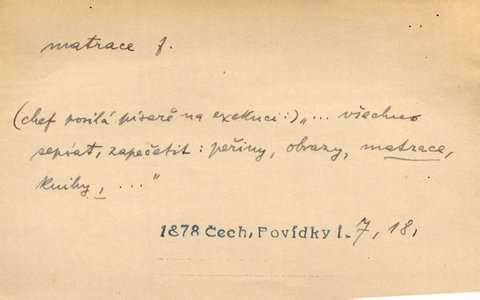 matrace f.
(chef posílá písaře na exekuci:) „... všechno
sepsat, zapečetit: peřiny, obrazy, matrace,
knihy, ..."
1878 Čech, Povídky I. 7, 18,